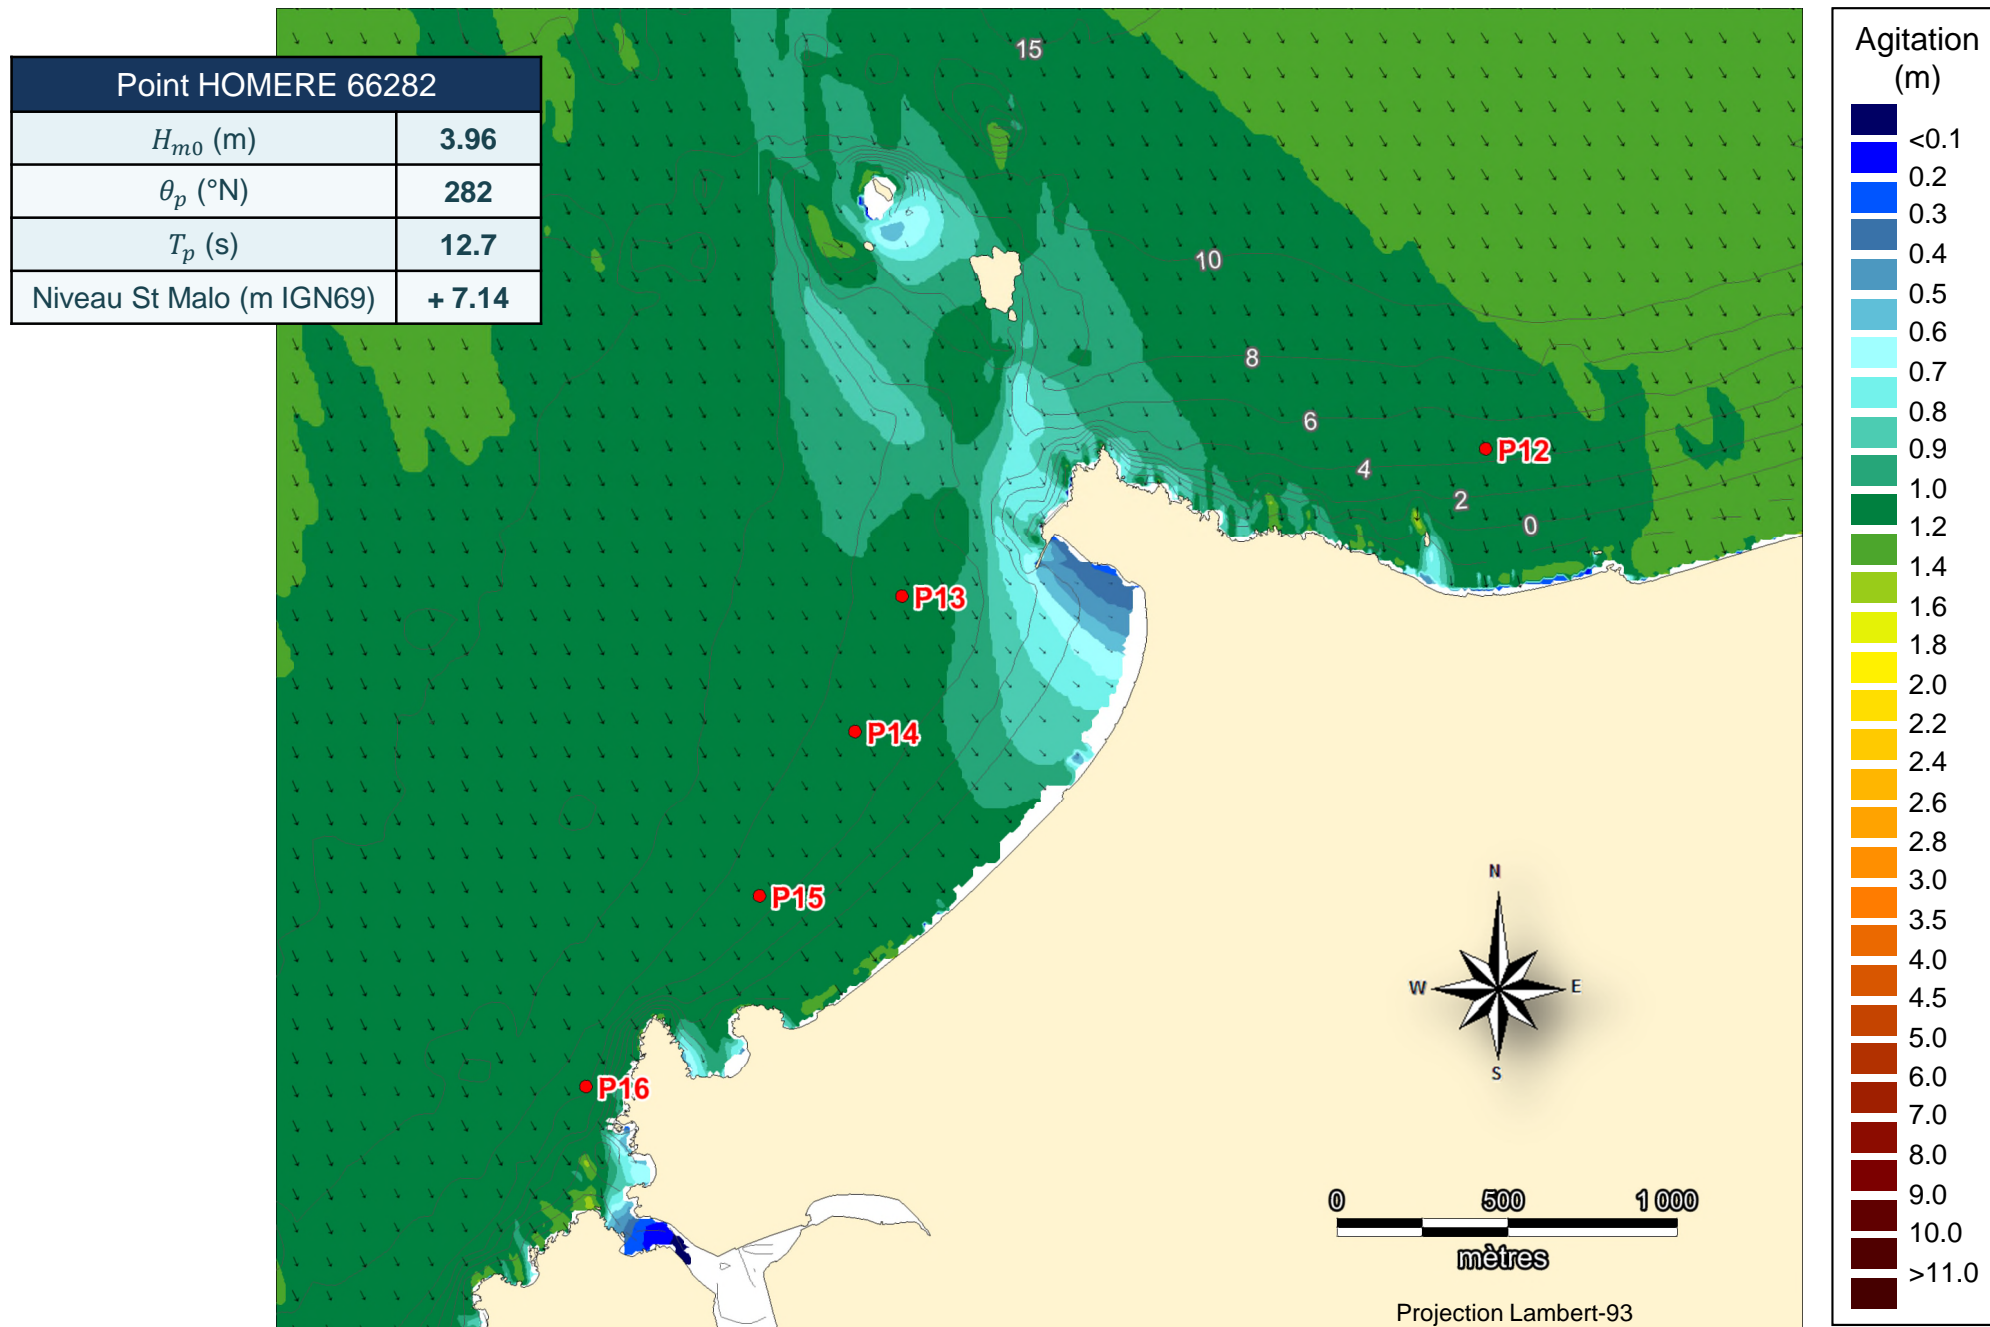 Point HOMERE 66282
H_{m0} (m) 3.96
θ_p (°N) 282
T_p (s) 12.7
Niveau St Malo (m IGN69) + 7.14
15
10
8
6
4
2
0
P12
P13
P14
P15
P16
N
W E
S
0 500 1 000
mètres
Projection Lambert-93
Agitation
(m)
<0.1
0.2
0.3
0.4
0.5
0.6
0.7
0.8
0.9
1.0
1.2
1.4
1.6
1.8
2.0
2.2
2.4
2.6
2.8
3.0
3.5
4.0
4.5
5.0
6.0
7.0
8.0
9.0
10.0
>11.0